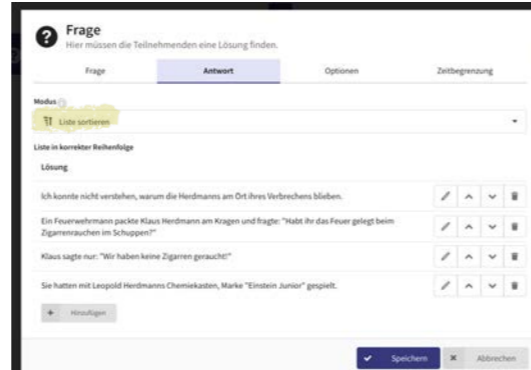 Frage
Hier müssen die Teilnehmenden eine Lösung finden.
Frage Antwort Optionen Zeitbegrenzung
Modus
Liste sortieren
Liste in korrekter Reihenfolge
Lösung
Ich konnte nicht verstehen, warum die Herdmanns am Ort ihres Verbrechens blieben.
Ein Feuerwehrmann packte Klaus Herdmann am Kragen und fragte: "Habt ihr das Feuer gelegt beim
Zigarrenrauchen im Schuppen?"
Klaus sagte nur: "Wir haben keine Zigarren geraucht!"
Sie hatten mit Leopold Herdmanns Chemiekasten, Marke "Einstein Junior" gespielt.
Hinzufügen
Speichern Abbrechen